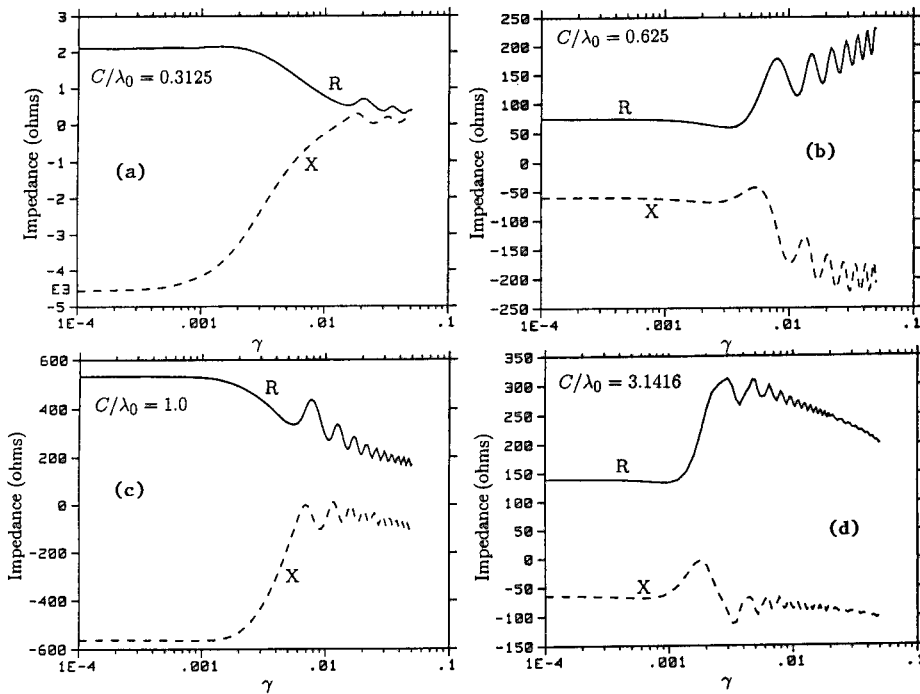 Impedance (ohms)
3
2
1
0
-1
-2
-3
-4
E3
-5
C/λ₀ = 0.3125
R
X
(a)
1E-4
.001
.01
.1
γ
Impedance (ohms)
250
200
150
100
50
0
-50
-100
-150
-200
-250
C/λ₀ = 0.625
R
X
(b)
1E-4
.001
.01
.1
γ
Impedance (ohms)
600
400
200
0
-200
-400
-600
C/λ₀ = 1.0
R
X
(c)
1E-4
.001
.01
.1
γ
Impedance (ohms)
350
300
250
200
150
100
50
0
-50
-100
-150
C/λ₀ = 3.1416
R
X
(d)
1E-4
.001
.01
.1
γ